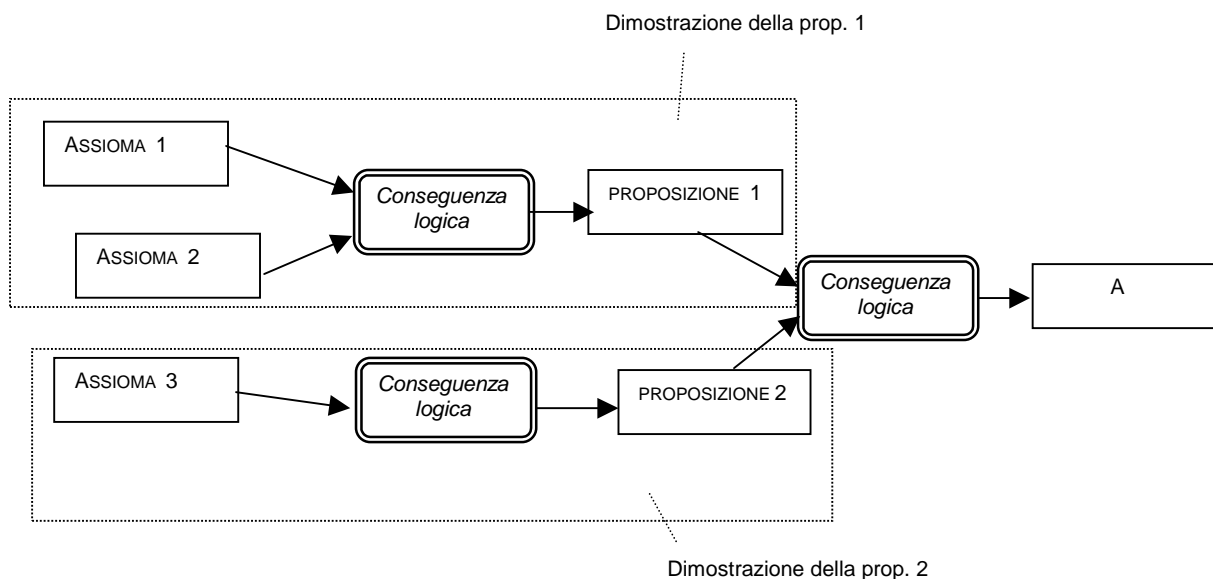 Dimostrazione della prop. 1
ASSIOMA 1
Conseguenza
logica
PROPOSIZIONE 1
ASSIOMA 2
Conseguenza
logica
A
ASSIOMA 3
Conseguenza
logica
PROPOSIZIONE 2
Dimostrazione della prop. 2